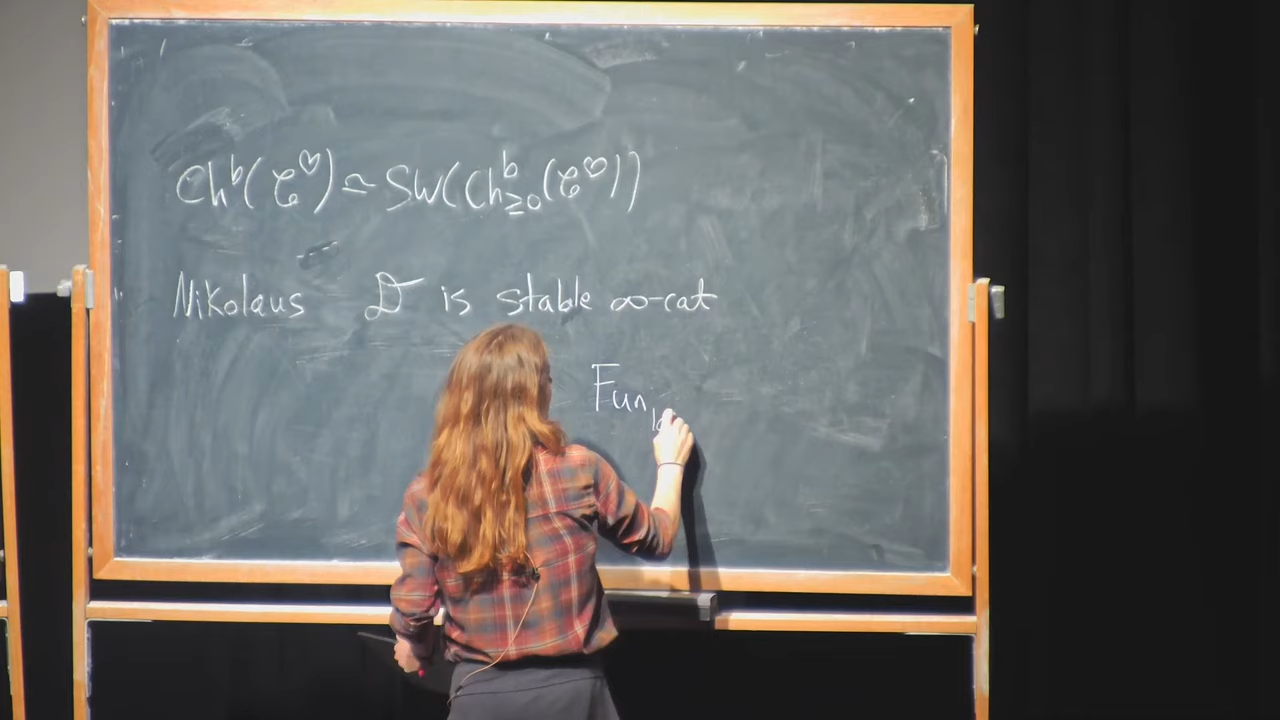 Ch^b(𝒞^♡) ≃ SW(Ch^b_≥0(𝒞^♡))
Nikolaus 𝒟 is stable ∞-cat
Fun